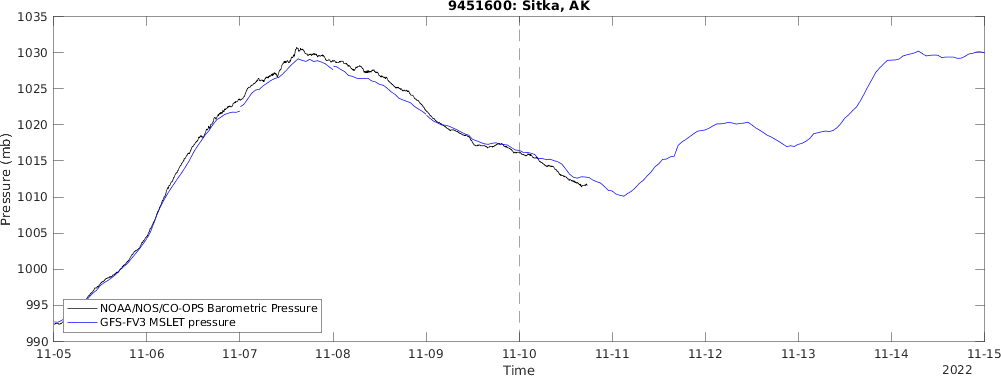 9451600: Sitka, AK
Pressure (mb)
1035
1030
1025
1020
1015
1010
1005
1000
995
990
NOAA/NOS/CO-OPS Barometric Pressure
GFS-FV3 MSLET pressure
11-05 11-06 11-07 11-08 11-09 11-10 11-11 11-12 11-13 11-14 11-15
Time
2022